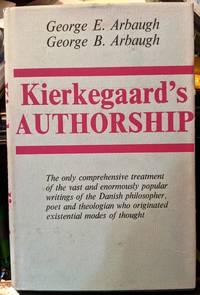 George E. Arbaugh
George B. Arbaugh
Kierkegaard's
AUTHORSHIP
The only comprehensive treatment
of the vast and enormously popular
writings of the Danish philosopher,
poet and theologian who originated
existential modes of thought